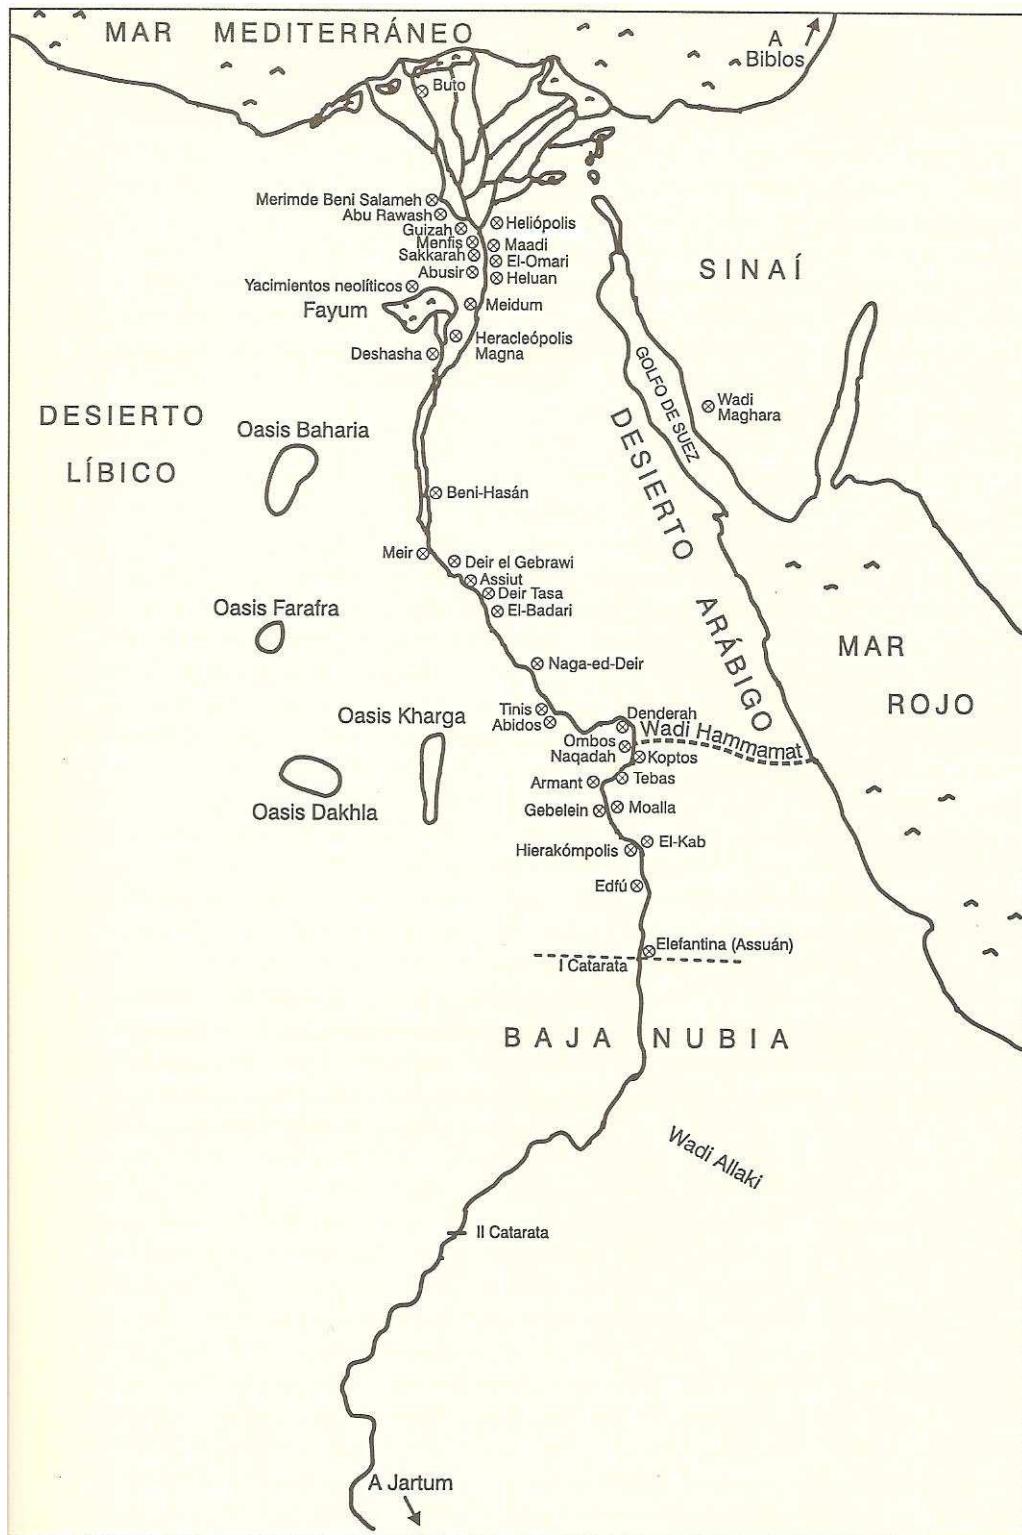 MAR MEDITERRÁNEO
A
Biblos
Buto
Merimde Beni Salameh
Abu Rawash
Guizah
Menfis
Sakkarah
Abusir
Yacimientos neolíticos
Fayum
Deshasha
Heliópolis
Maadi
El-Omari
Heluan
Meidum
Heracleópolis
Magna
SINAÍ
GOLFO DE SUEZ
Wadi
Maghara
DESIERTO
LÍBICO
Oasis Baharia
DESIERTO ARÁBIGO
Beni-Hasán
Meir
Deir el Gebrawi
Assiut
Deir Tasa
El-Badari
Oasis Farafra
MAR
ROJO
Naga-ed-Deir
Tinis
Abidos
Oasis Kharga
Denderah
Wadi Hammamat
Ombos
Naqadah
Koptos
Tebas
Armant
Oasis Dakhla
Gebelein
Moalla
El-Kab
Hierakómpolis
Edfú
Elefantina (Assuán)
I Catarata
BAJA NUBIA
Wadi Allaki
II Catarata
A Jartum